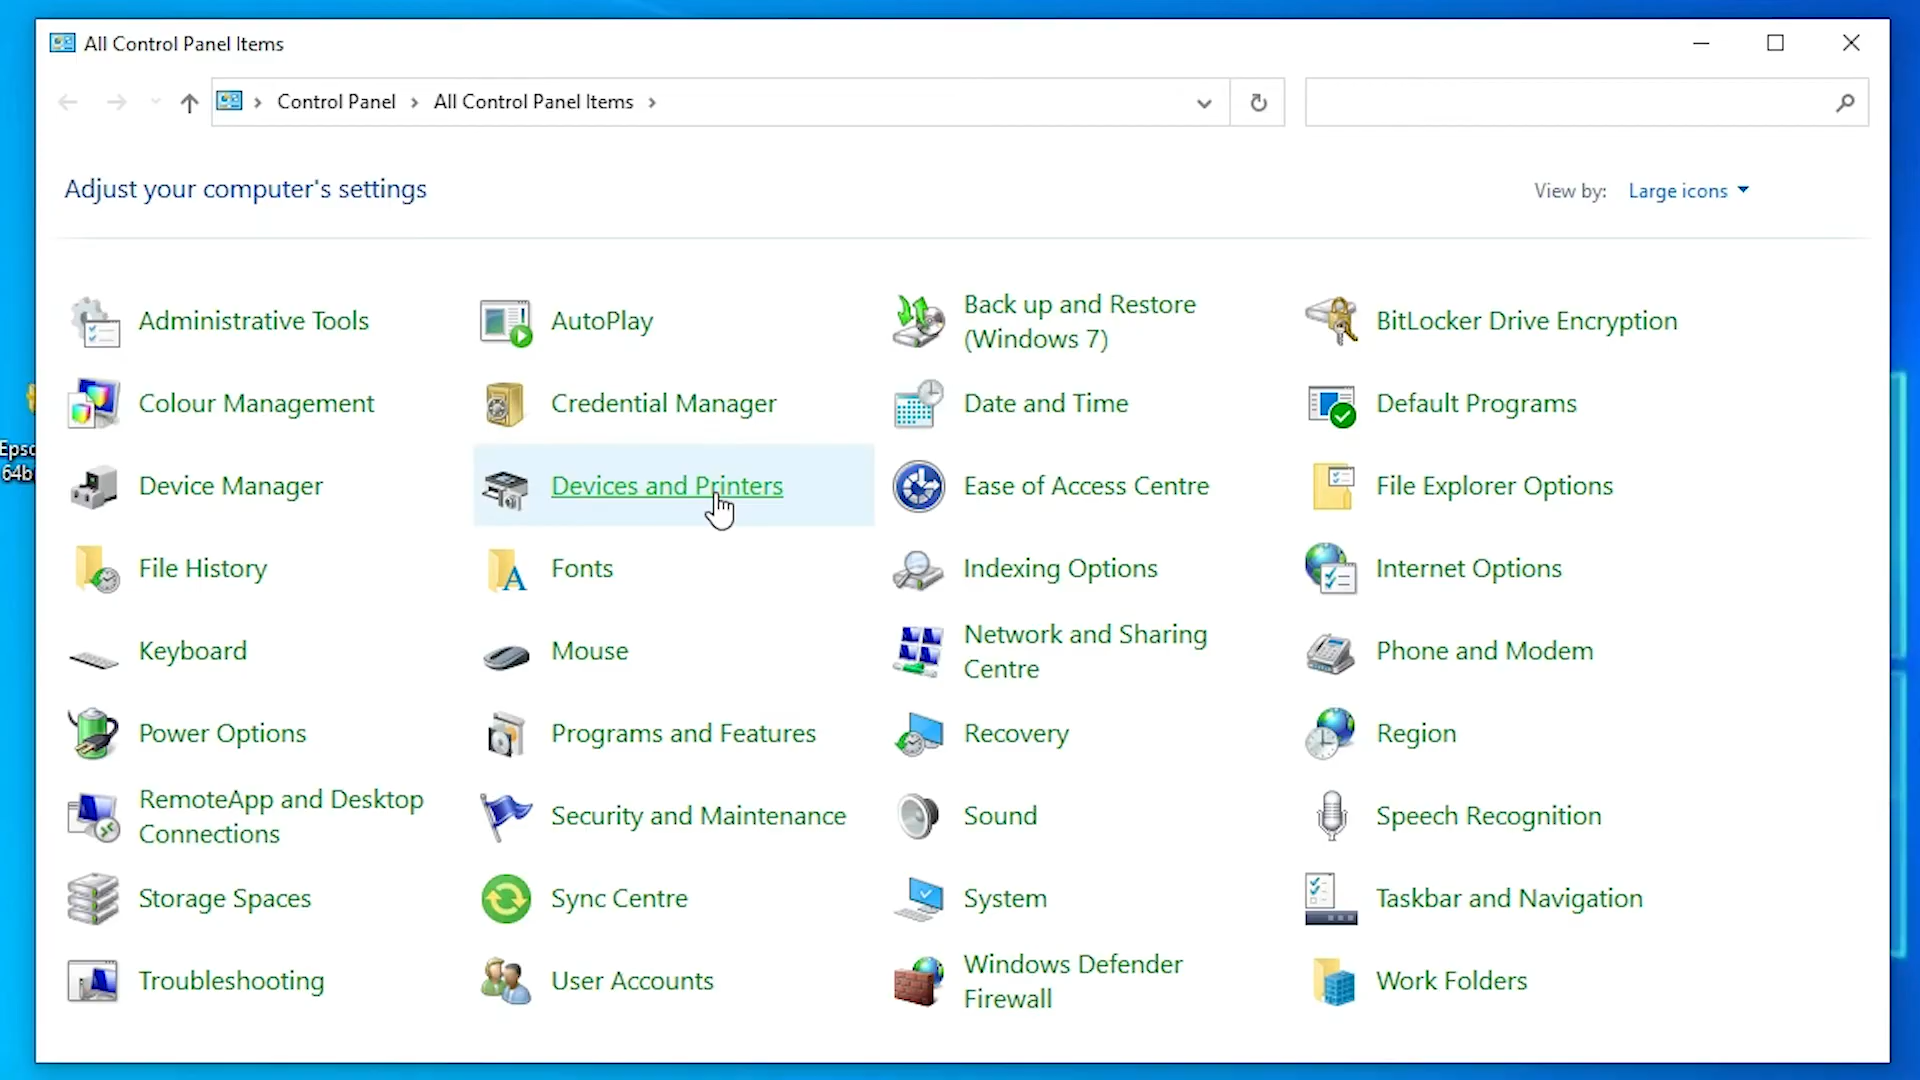 All Control Panel Items
Control Panel
All Control Panel Items
Adjust your computer's settings
View by: Large icons
Administrative Tools
AutoPlay
Back up and Restore
(Windows 7)
BitLocker Drive Encryption
Colour Management
Credential Manager
Date and Time
Default Programs
Device Manager
Devices and Printers
Ease of Access Centre
File Explorer Options
File History
Fonts
Indexing Options
Internet Options
Keyboard
Mouse
Network and Sharing
Centre
Phone and Modem
Power Options
Programs and Features
Recovery
Region
RemoteApp and Desktop
Connections
Security and Maintenance
Sound
Speech Recognition
Storage Spaces
Sync Centre
System
Taskbar and Navigation
Troubleshooting
User Accounts
Windows Defender
Firewall
Work Folders